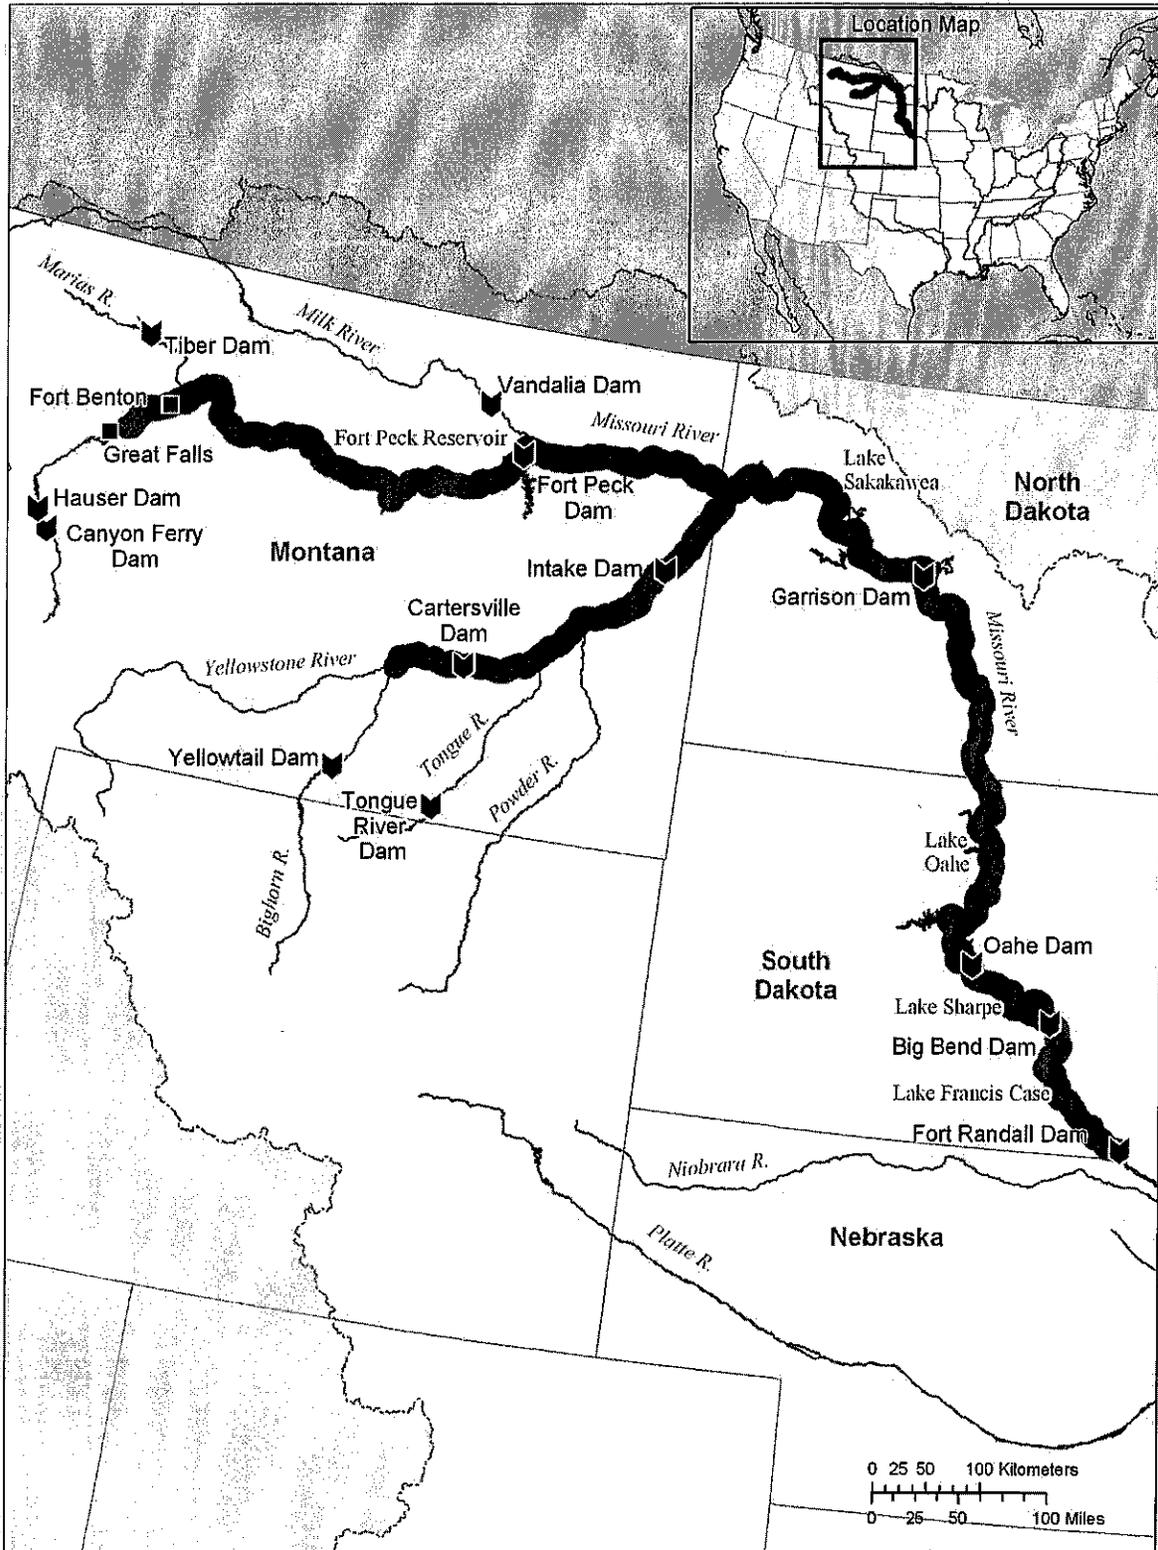 Location Map
Marias R.
Milk River
Tiber Dam
Fort Benton
Vandalia Dam
Missouri River
Great Falls
Fort Peck Reservoir
Lake
Sakakawea
North
Dakota
Hauser Dam
Fort Peck
Dam
Canyon Ferry
Dam
Montana
Intake Dam
Garrison Dam
Cartersville
Dam
Missouri River
Yellowstone River
Yellowtail Dam
Tongue R.
Powder R.
Tongue
River
Dam
Bighorn R.
Lake
Oahe
Oahe Dam
South
Dakota
Lake Sharpe
Big Bend Dam
Lake Francis Case
Fort Randall Dam
Niobrara R.
Nebraska
Platte R.
0 25 50 100 Kilometers
0 25 50 100 Miles